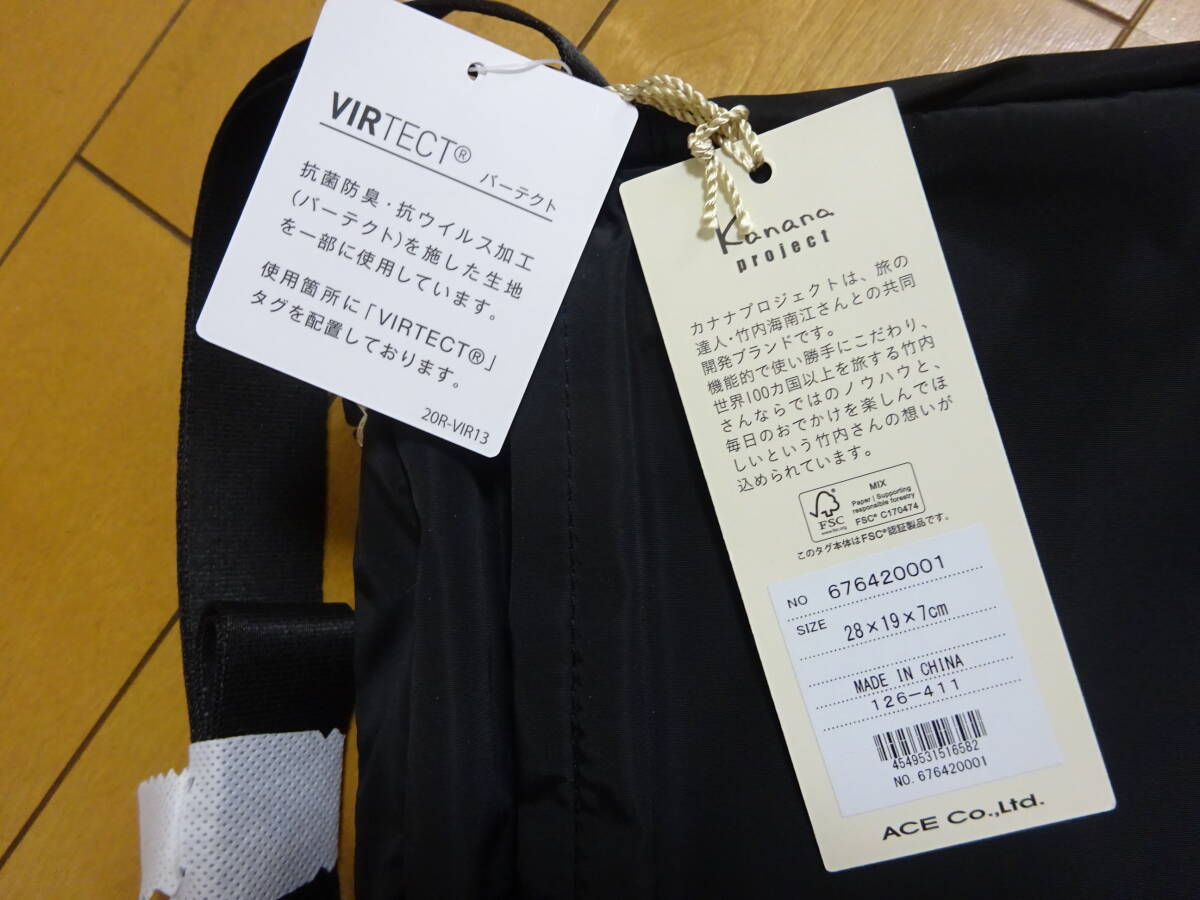 VIRTECT®
バーテクト
抗菌防臭・抗ウイルス加工
(バーテクト)を施した生地
を一部に使用しています。
使用箇所に「VIRTECT®」
タグを配置しております。
20R-VIR13
Kanana
project
カナナプロジェクトは、旅の
達人・竹内海南江さんとの共同
開発ブランドです。
機能的で使い勝手にこだわり、
世界100カ国以上を旅する竹内
さんならではのノウハウと、
毎日のおでかけを楽しんでほ
しいという竹内さんの想いが
込められています。
FSC
www.fsc.org
MIX
Paper | Supporting
responsible forestry
FSC® C170474
このタグ本体はFSC®認証製品です。
NO 676420001
SIZE 28×19×7cm
MADE IN CHINA
126-411
4549531516582
NO. 676420001
ACE Co.,Ltd.